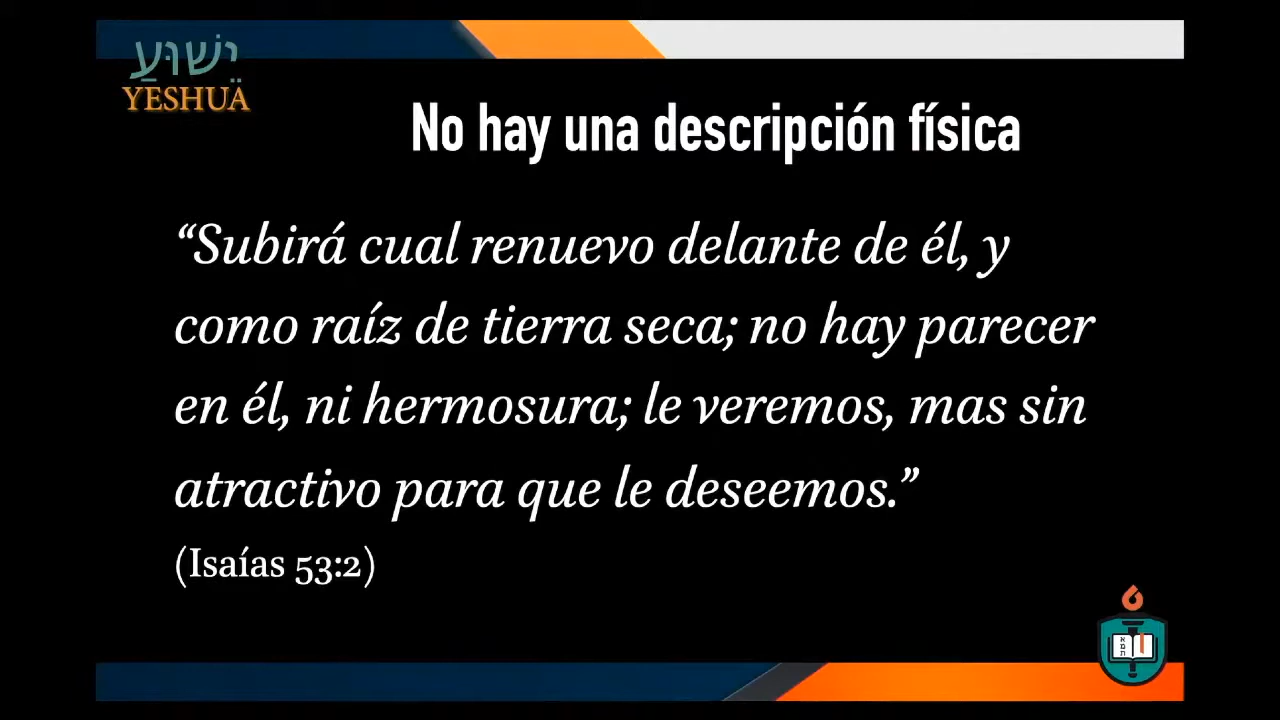 יֵשׁוּעַ
YESHUA
No hay una descripción física
“Subirá cual renuevo delante de él, y
como raíz de tierra seca; no hay parecer
en él, ni hermosura; le veremos, mas sin
atractivo para que le deseemos.”
(Isaías 53:2)
א
מ
ת